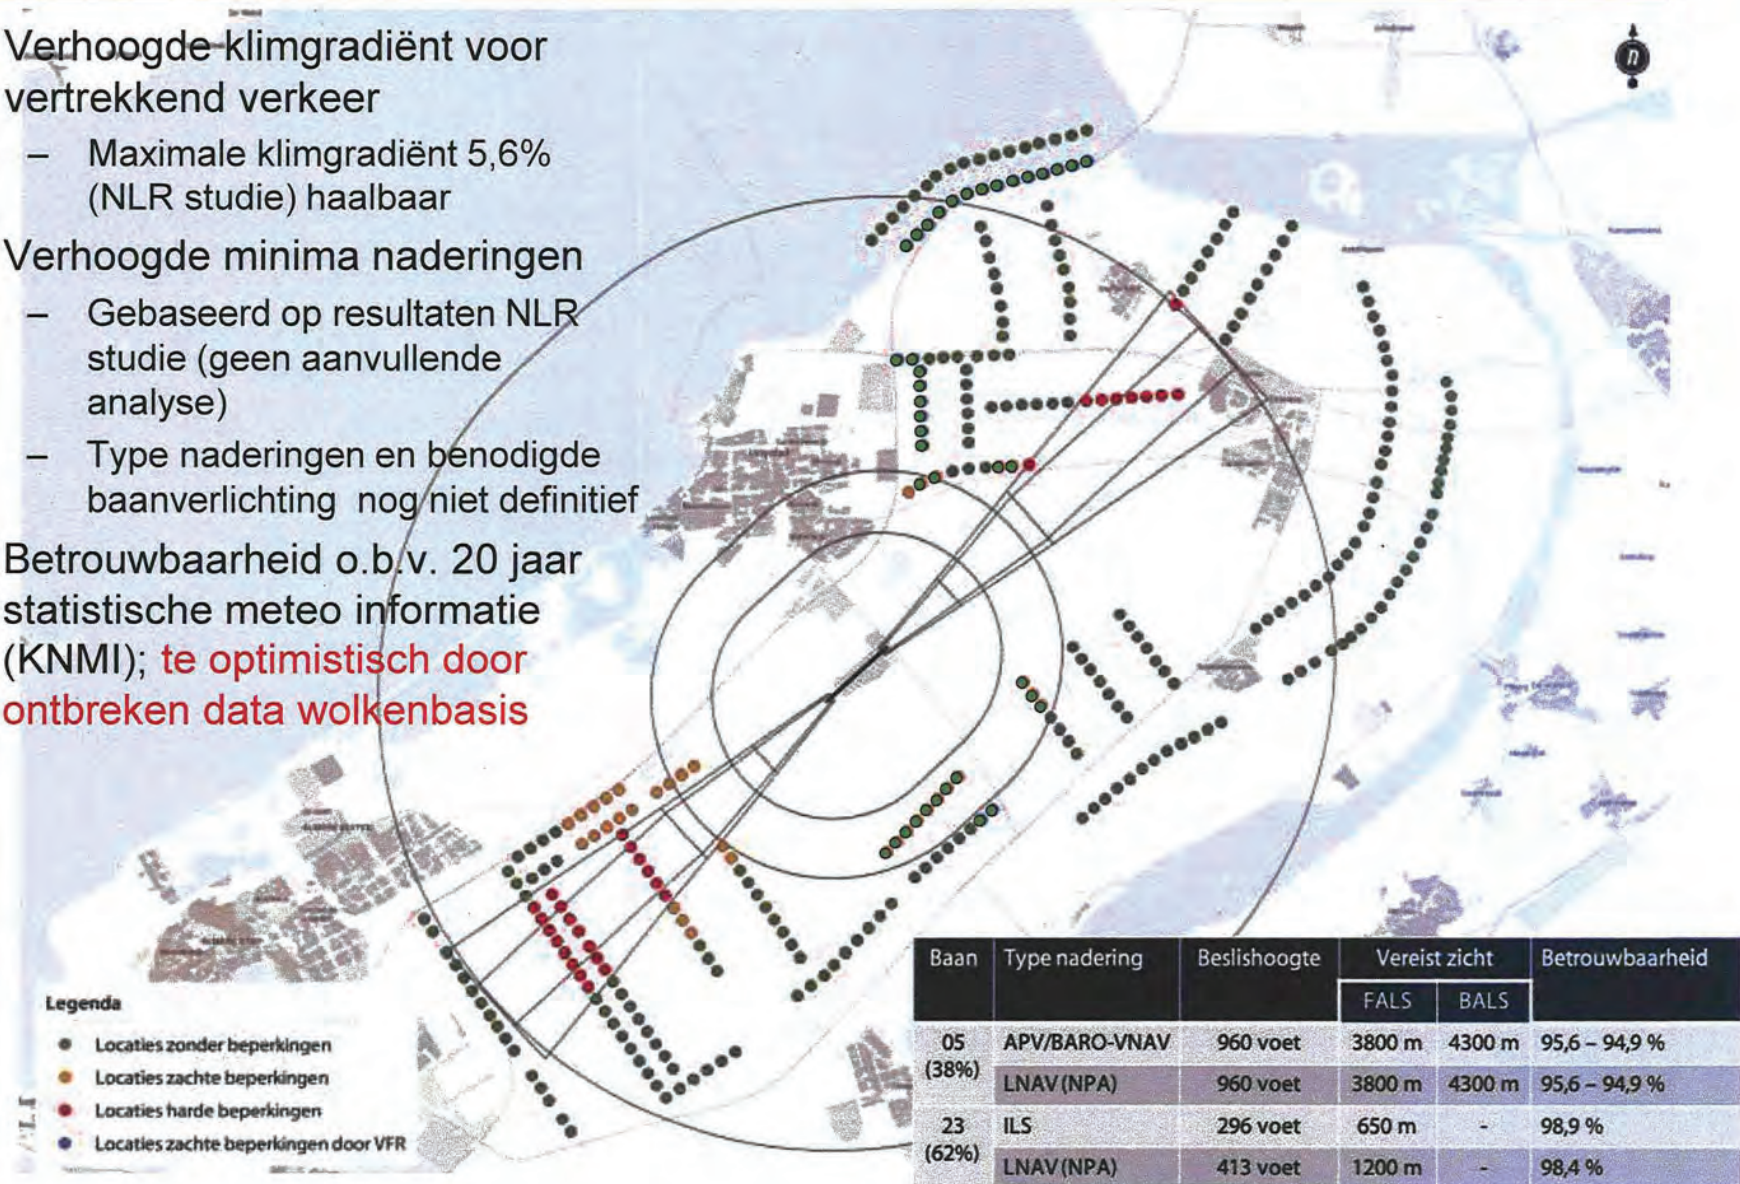 Verhoogde klimgradiënt voor
vertrekkend verkeer
– Maximale klimgradiënt 5,6%
(NLR studie) haalbaar
Verhoogde minima naderingen
– Gebaseerd op resultaten NLR
studie (geen aanvullende
analyse)
– Type naderingen en benodigde
baanverlichting nog niet definitief
Betrouwbaarheid o.b.v. 20 jaar
statistische meteo informatie
(KNMI); te optimistisch door
ontbreken data wolkenbasis
n
Legenda
Locaties zonder beperkingen
Locaties zachte beperkingen
Locaties harde beperkingen
Locaties zachte beperkingen door VFR
Baan Type nadering Beslishoogte Vereist zicht Betrouwbaarheid
FALS BALS
05 APV/BARO-VNAV 960 voet 3800 m 4300 m 95,6 – 94,9 %
(38%) LNAV (NPA) 960 voet 3800 m 4300 m 95,6 – 94,9 %
23 ILS 296 voet 650 m - 98,9 %
(62%) LNAV (NPA) 413 voet 1200 m - 98,4 %